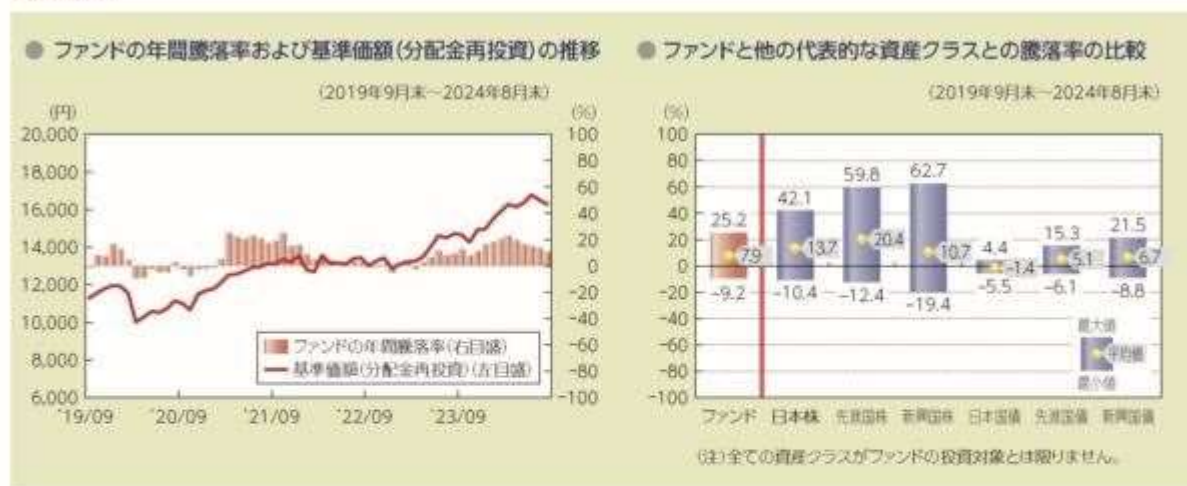 ● ファンドの年間騰落率および基準価額(分配金再投資)の推移
(2019年9月末～2024年8月末)
(円)
(%)
20,000
18,000
16,000
14,000
12,000
10,000
8,000
6,000
100
80
60
40
20
0
-20
-40
-60
-80
-100
ファンドの年間騰落率(右目盛)
基準価額(分配金再投資)(左目盛)
'19/09 '20/09 '21/09 '22/09 '23/09
● ファンドと他の代表的な資産クラスとの騰落率の比較
(2019年9月末～2024年8月末)
(%)
100
80
60
40
20
0
-20
-40
-60
-80
-100
25.2 42.1 59.8 62.7 4.4 15.3 21.5
7.9 13.7 20.4 10.7 -1.4 5.1 6.7
-9.2 -10.4 -12.4 -19.4 -5.5 -6.1 -8.8
最大値
平均値
最小値
ファンド 日本株 先進国株 新興国株 日本国債 先進国債 新興国債
(注)全ての資産クラスがファンドの投資対象とは限りません。